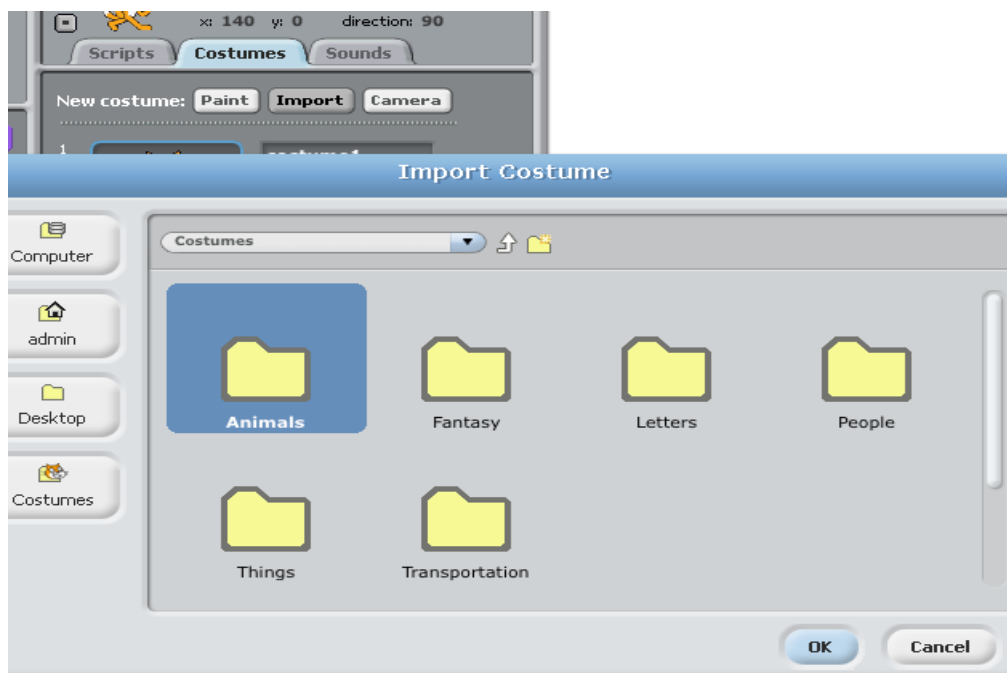 x: 140 y: 0 direction: 90
Scripts Costumes Sounds
New costume: Paint Import Camera
1
costume1
Import Costume
Computer
admin
Desktop
Costumes
Costumes
Animals Fantasy Letters People
Things Transportation
OK Cancel